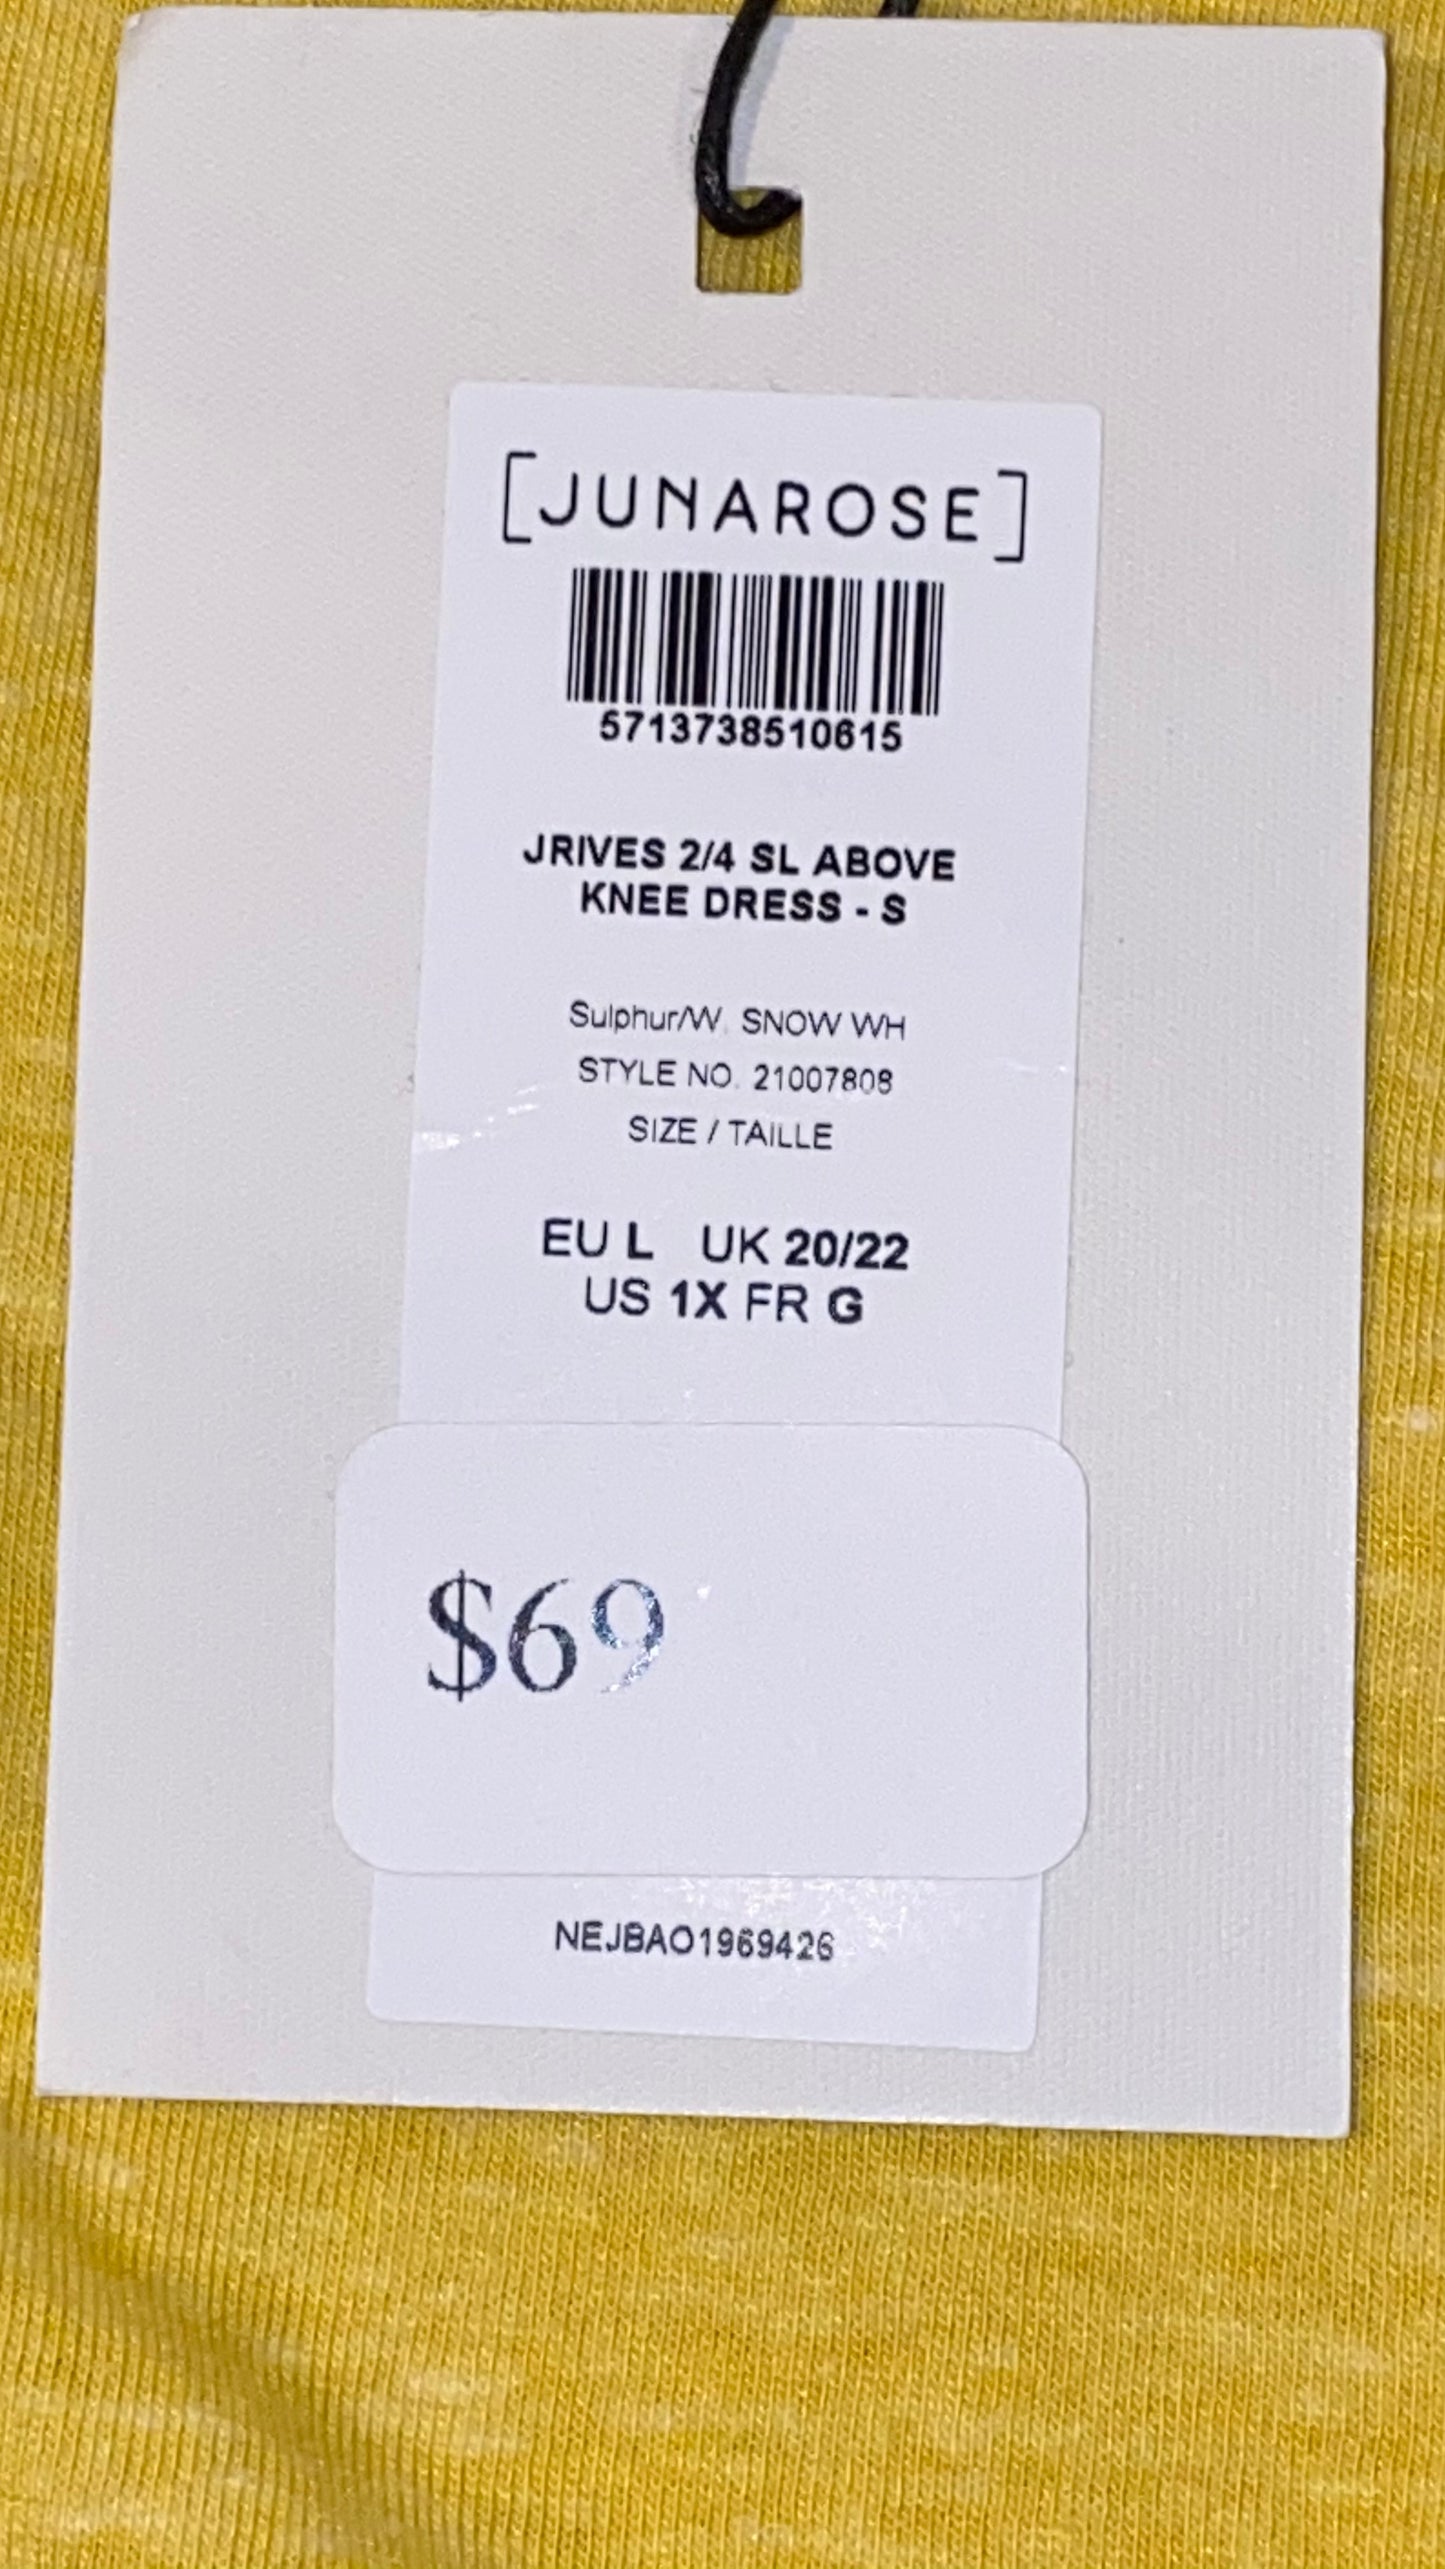 [JUNAROSE]
5713738510615
JRIVES 2/4 SL ABOVE
KNEE DRESS - S
Sulphur/W. SNOW WH
STYLE NO. 21007808
SIZE / TAILLE
EU L UK 20/22
US 1X FR G
$69
NEJBAO1969426